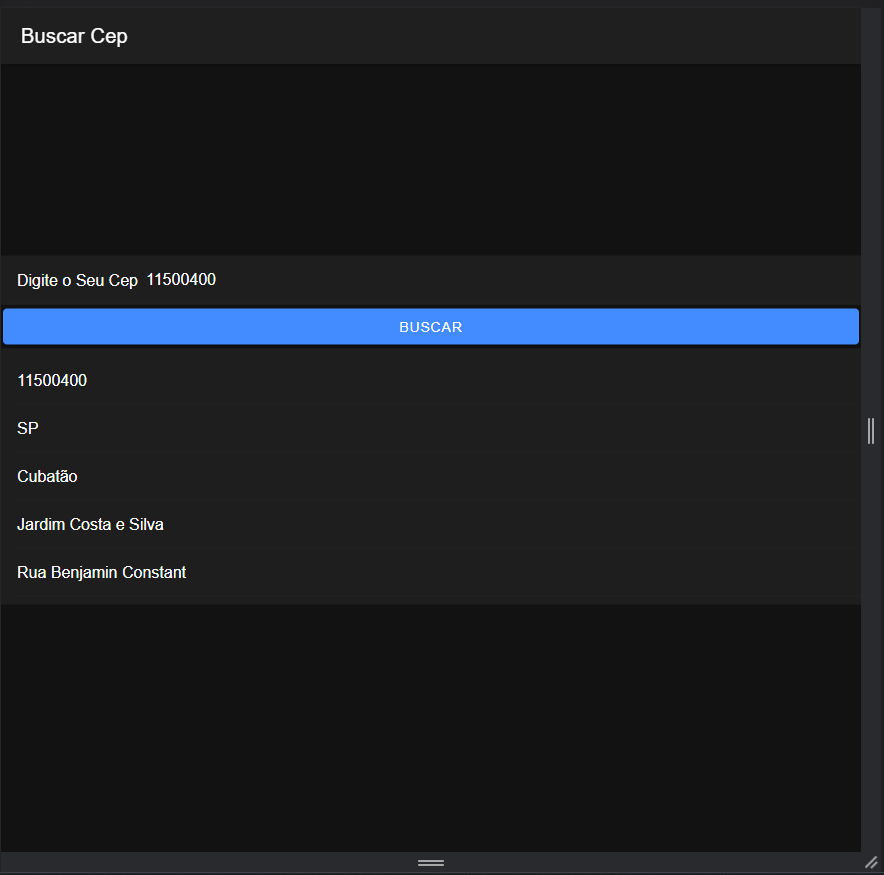 Buscar Cep
Digite o Seu Cep 11500400
BUSCAR
11500400
SP
Cubatão
Jardim Costa e Silva
Rua Benjamin Constant